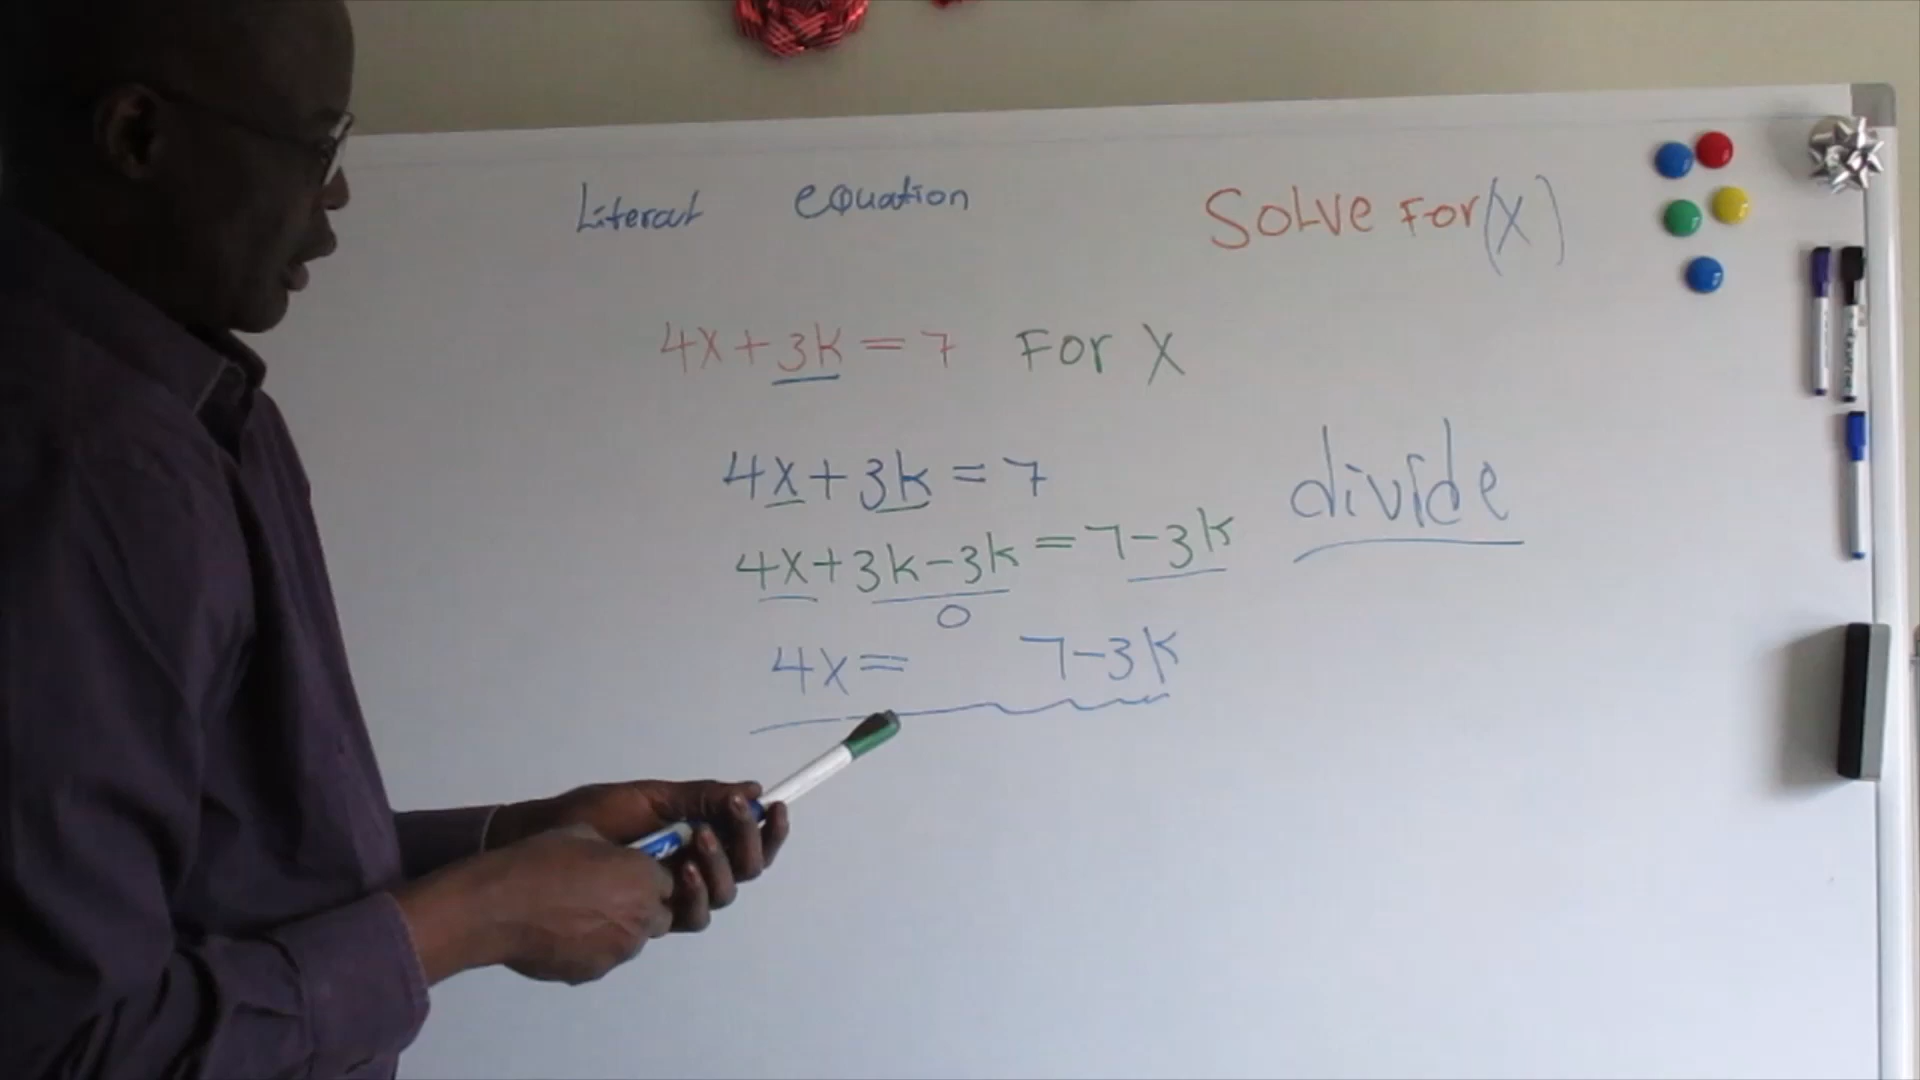 Literal equation
Solve For (X)
4X+3k=7 For X
4x+3k=7
divide
4x+3k-3k=7-3k
0
4x= 7-3k